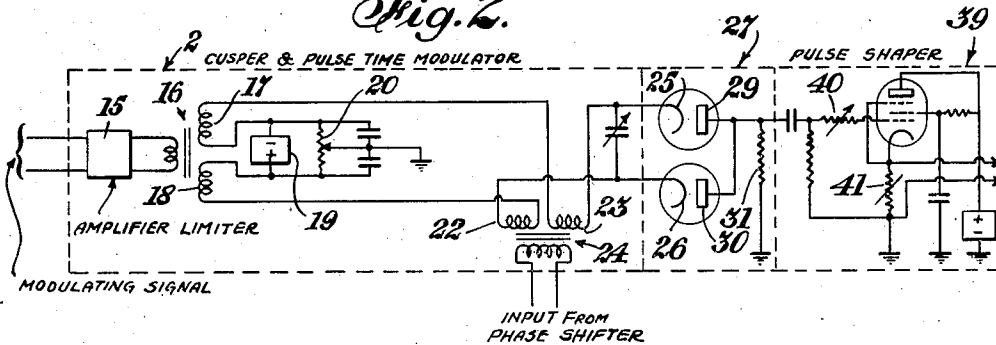 Fig. 2.
2
CUSPER & PULSE TIME MODULATOR
27
PULSE SHAPER
39
15
16
17
20
25
29
40
18
19
22
23
24
26
30
31
41
AMPLIFIER LIMITER
MODULATING SIGNAL
INPUT FROM
PHASE SHIFTER